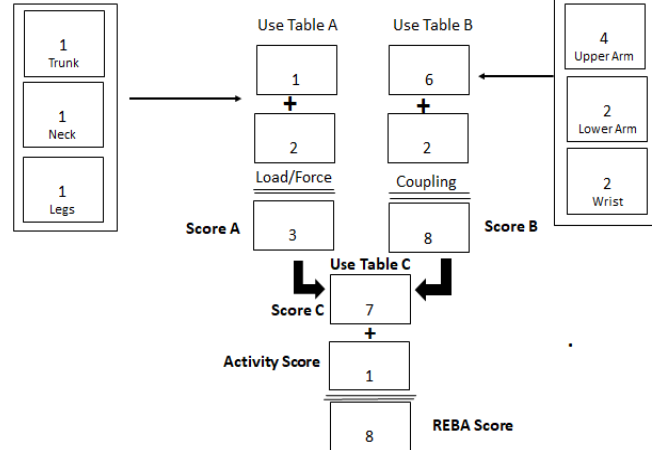 Use Table A
Use Table B
1
Trunk
1
Neck
1
Legs
1
+
2
Load/Force
Score A
3
6
+
2
Coupling
8
Score B
4
Upper Arm
2
Lower Arm
2
Wrist
Use Table C
Score C
7
+
Activity Score
1
8
REBA Score
.